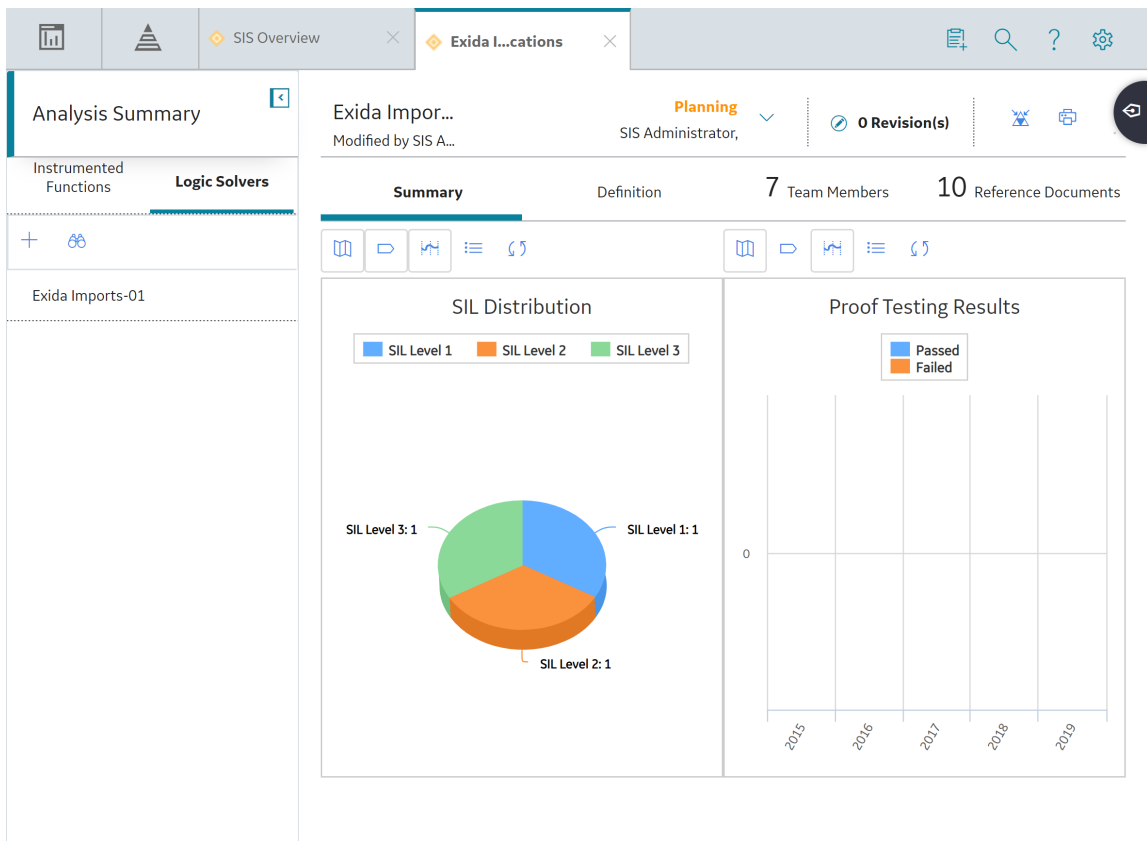 SIS Overview
Exida I...cations
Analysis Summary
Instrumented
Functions
Logic Solvers
Exida Imports-01
Exida Impor...
Modified by SIS A...
Planning
SIS Administrator,
0 Revision(s)
Summary
Definition
7 Team Members
10 Reference Documents
SIL Distribution
SIL Level 1
SIL Level 2
SIL Level 3
SIL Level 3: 1
SIL Level 1: 1
SIL Level 2: 1
Proof Testing Results
Passed
Failed
0
2015
2016
2017
2018
2019